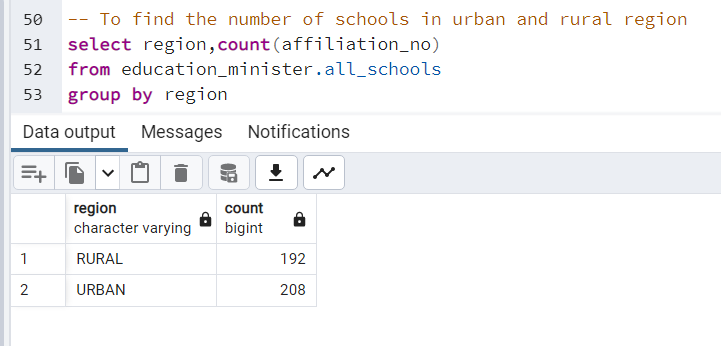 50 -- To find the number of schools in urban and rural region
51 select region,count(affiliation_no)
52 from education_minister.all_schools
53 group by region
Data output Messages Notifications
region count
character varying bigint
1 RURAL 192
2 URBAN 208